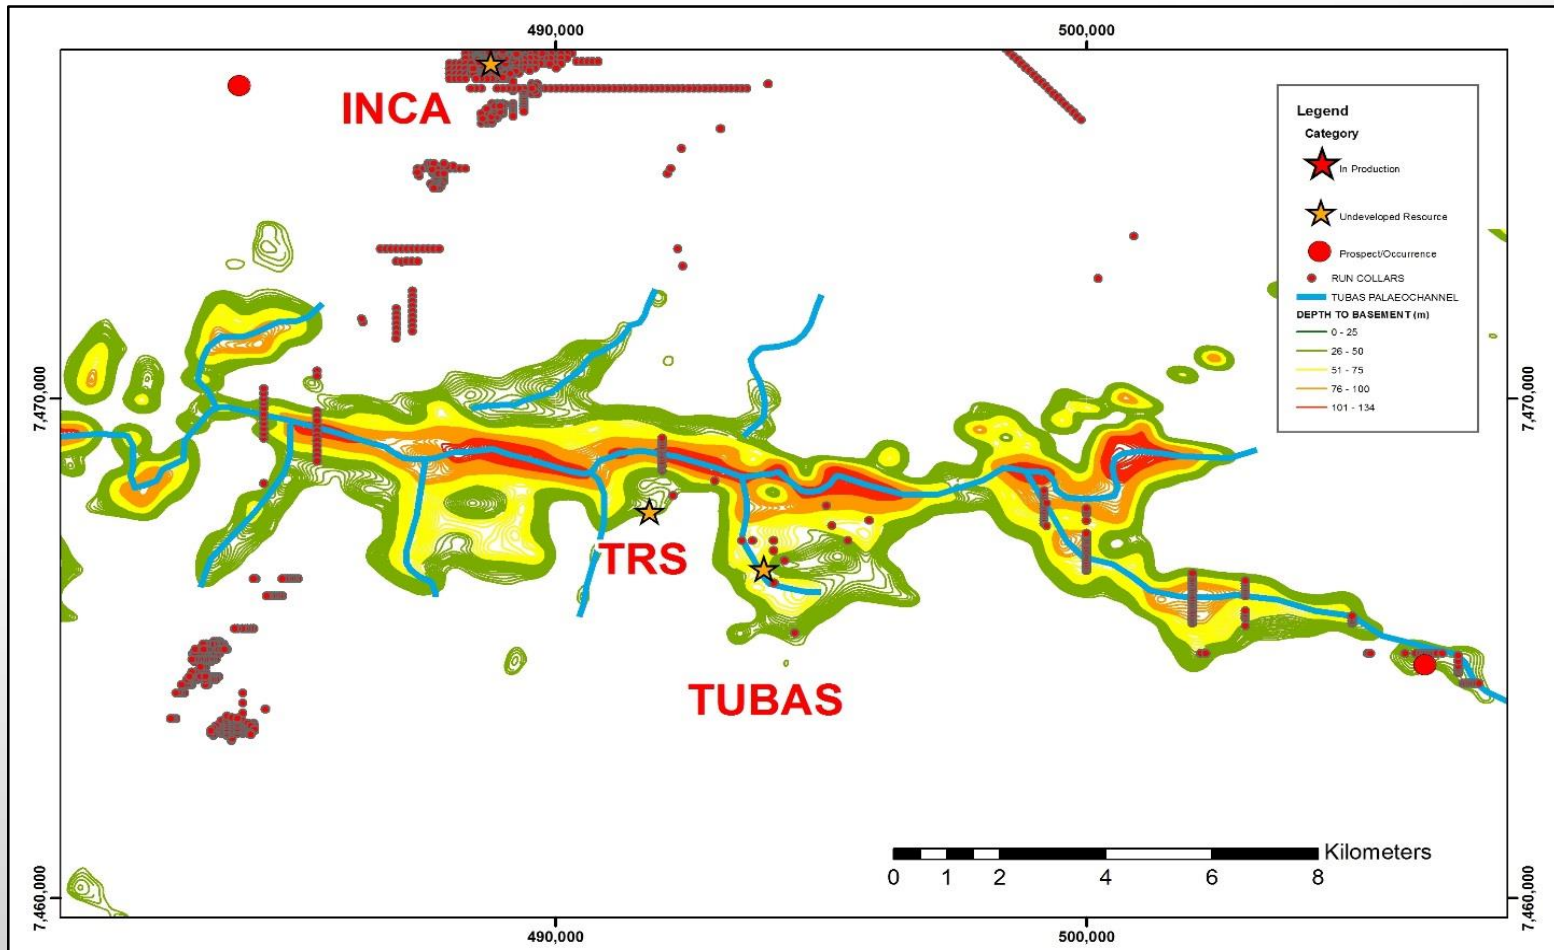 490,000
500,000
INCA
Legend
Category
In Production
Undeveloped Resource
Prospect/Occurrence
RUN COLLARS
TUBAS PALAEOCHANNEL
DEPTH TO BASEMENT (m)
0 - 25
26 - 50
51 - 75
76 - 100
101 - 134
7,470,000
7,470,000
TRS
TUBAS
Kilometers
0 1 2 4 6 8
7,460,000
7,460,000
490,000
500,000